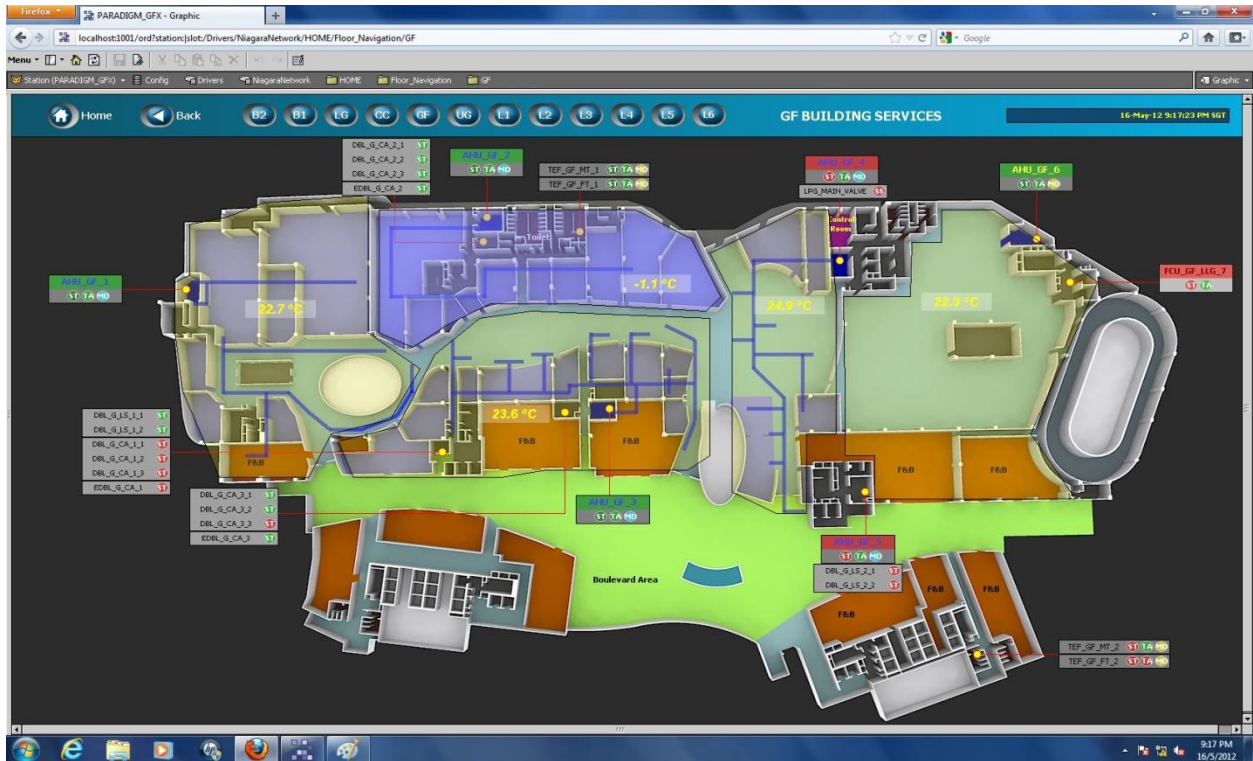 Firefox
PARADIGM_GFX - Graphic
localhost:1001/ord?station:|slot:/Drivers/NiagaraNetwork/HOME/Floor_Navigation/GF
Google
Menu
Station (PARADIGM_GFX) Config Drivers NiagaraNetwork HOME Floor_Navigation GF Graphic
Home Back B2 B1 LG CC GF UG L1 L2 L3 L4 L5 L6 GF BUILDING SERVICES 16-May-12 9:17:23 PM SGT
DBL_G_CA_2_1 ST
DBL_G_CA_2_2 ST
DBL_G_CA_2_3 ST
EDBL_G_CA_2 ST
AHU_GF_2
ST TA MD
TEF_GF_MT_1 ST TA MD
TEF_GF_FT_1 ST TA MD
AHU_GF_4
ST TA MD
LPG_MAIN_VALVE SS
AHU_GF_6
ST TA MD
Toilet
Control
Room
FCU_GF_LLG_7
ST TA
AHU_GF_1
ST TA MD
22.7 °C
-1.1 °C
24.9 °C
22.3 °C
23.6 °C
DBL_G_LS_1_1 ST
DBL_G_LS_1_2 ST
DBL_G_CA_1_1 ST
DBL_G_CA_1_2 ST
DBL_G_CA_1_3 ST
EDBL_G_CA_1 ST
F&B
F&B
F&B
F&B
F&B
DBL_G_CA_3_1 ST
DBL_G_CA_3_2 ST
DBL_G_CA_3_3 ST
EDBL_G_CA_3 ST
AHU_GF_3
ST TA MD
AHU_GF_5
ST TA MD
DBL_G_LS_2_1 ST
DBL_G_LS_2_2 ST
Boulevard Area
F&B
F&B
F&B
TEF_GF_MT_2 ST TA MD
TEF_GF_FT_2 ST TA MD
9:17 PM
16/5/2012